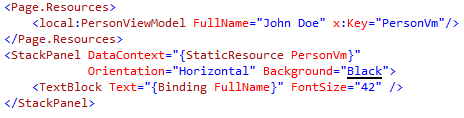 <Page.Resources>
<local:PersonViewModel FullName="John Doe" x:Key="PersonVm"/>
</Page.Resources>
<StackPanel DataContext="{StaticResource PersonVm}"
Orientation="Horizontal" Background="Black">
<TextBlock Text="{Binding FullName}" FontSize="42" />
</StackPanel>